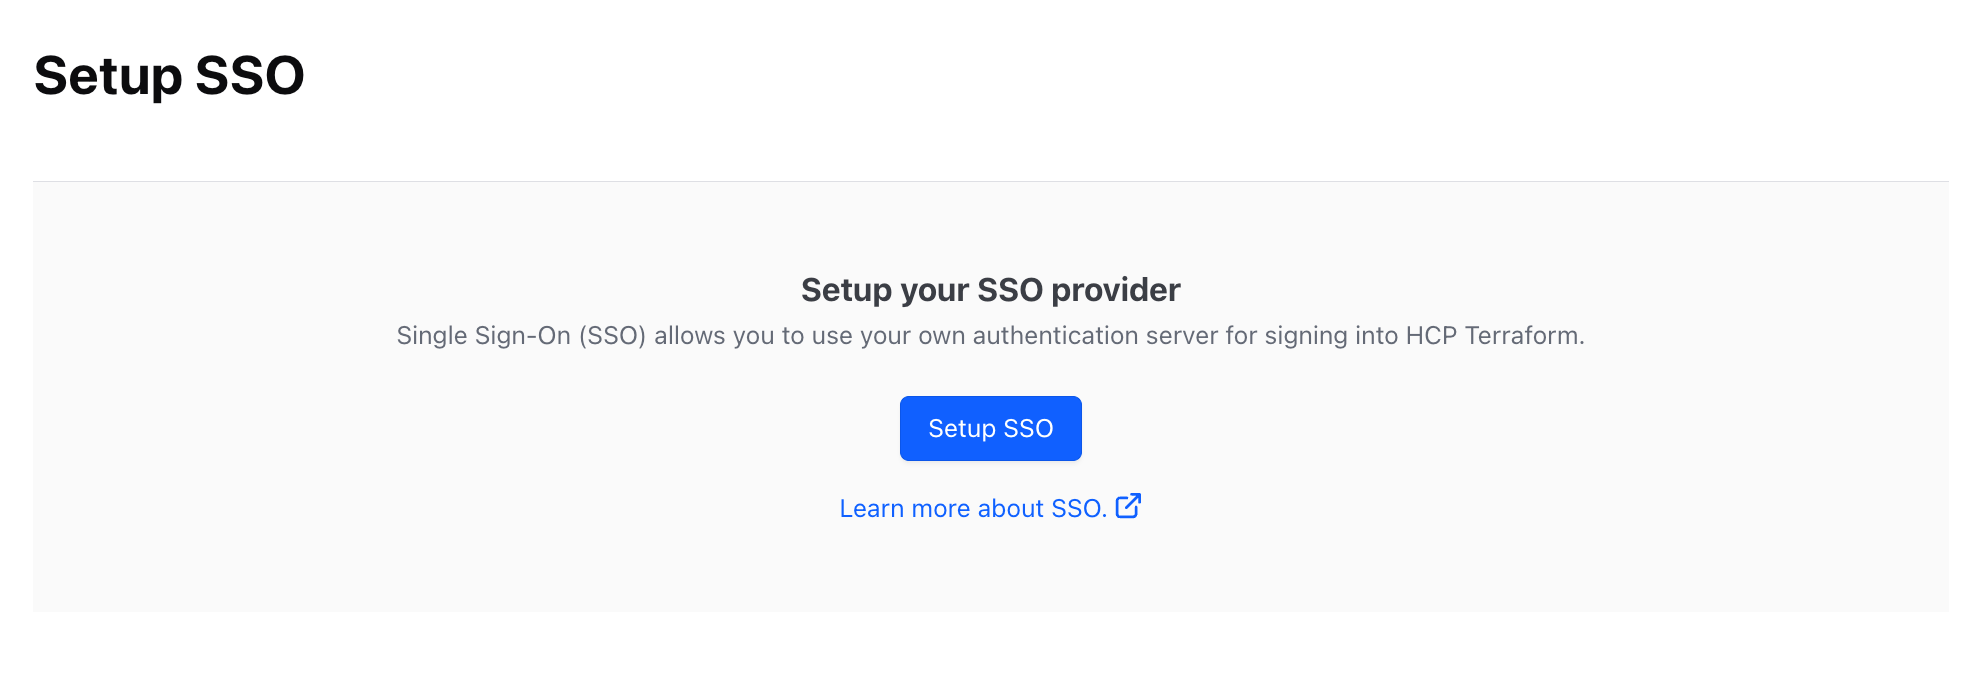 Setup SSO
Setup your SSO provider
Single Sign-On (SSO) allows you to use your own authentication server for signing into HCP Terraform.
Setup SSO
Learn more about SSO.